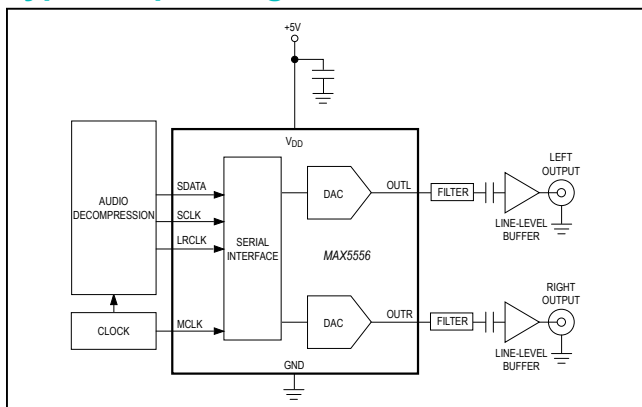 +5V
VDD
AUDIO
DECOMPRESSION
SDATA
SCLK
LRCLK
SERIAL
INTERFACE
DAC
OUTL
FILTER
LINE-LEVEL
BUFFER
LEFT
OUTPUT
MAX5556
CLOCK
MCLK
DAC
OUTR
FILTER
LINE-LEVEL
BUFFER
RIGHT
OUTPUT
GND